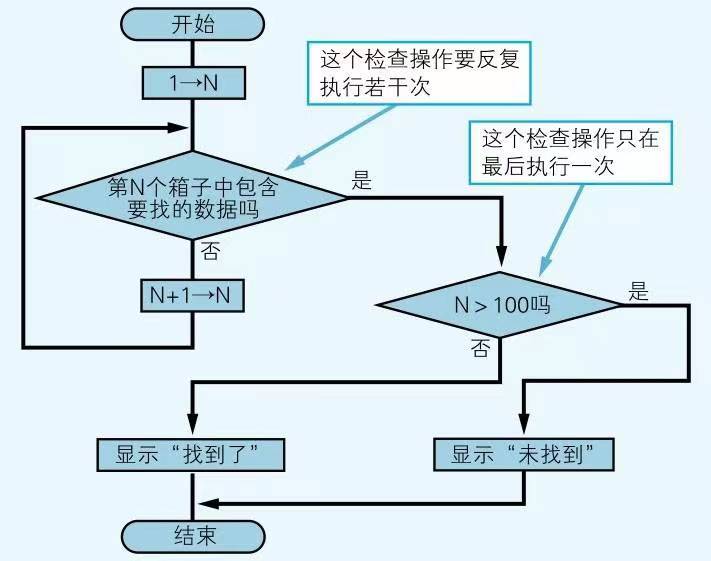 开始
这个检查操作要反复
执行若干次
1→N
这个检查操作只在
最后执行一次
第N个箱子中包含
要找的数据吗
是
否
N+1→N
N＞100吗
是
否
显示“找到了”
显示“未找到”
结束